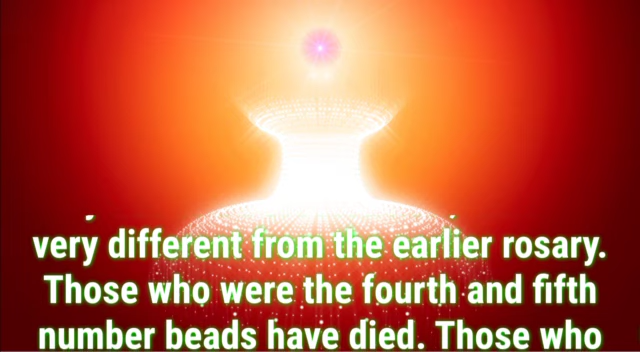 very different from the earlier rosary.
Those who were the fourth and fifth
number beads have died. Those who